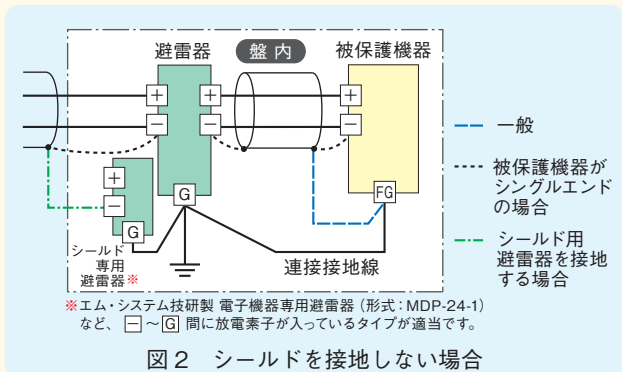 避雷器
盤内
被保護機器
+
−
+
−
+
−
+
−
G
G
FG
シールド
専用
避雷器※
連接接地線
一般
被保護機器が
シングルエンド
の場合
シールド用
避雷器を接地
する場合
※エム・システム技研製 電子機器専用避雷器（形式：MDP-24-1）
など、−～G 間に放電素子が入っているタイプが適当です。
図2 シールドを接地しない場合